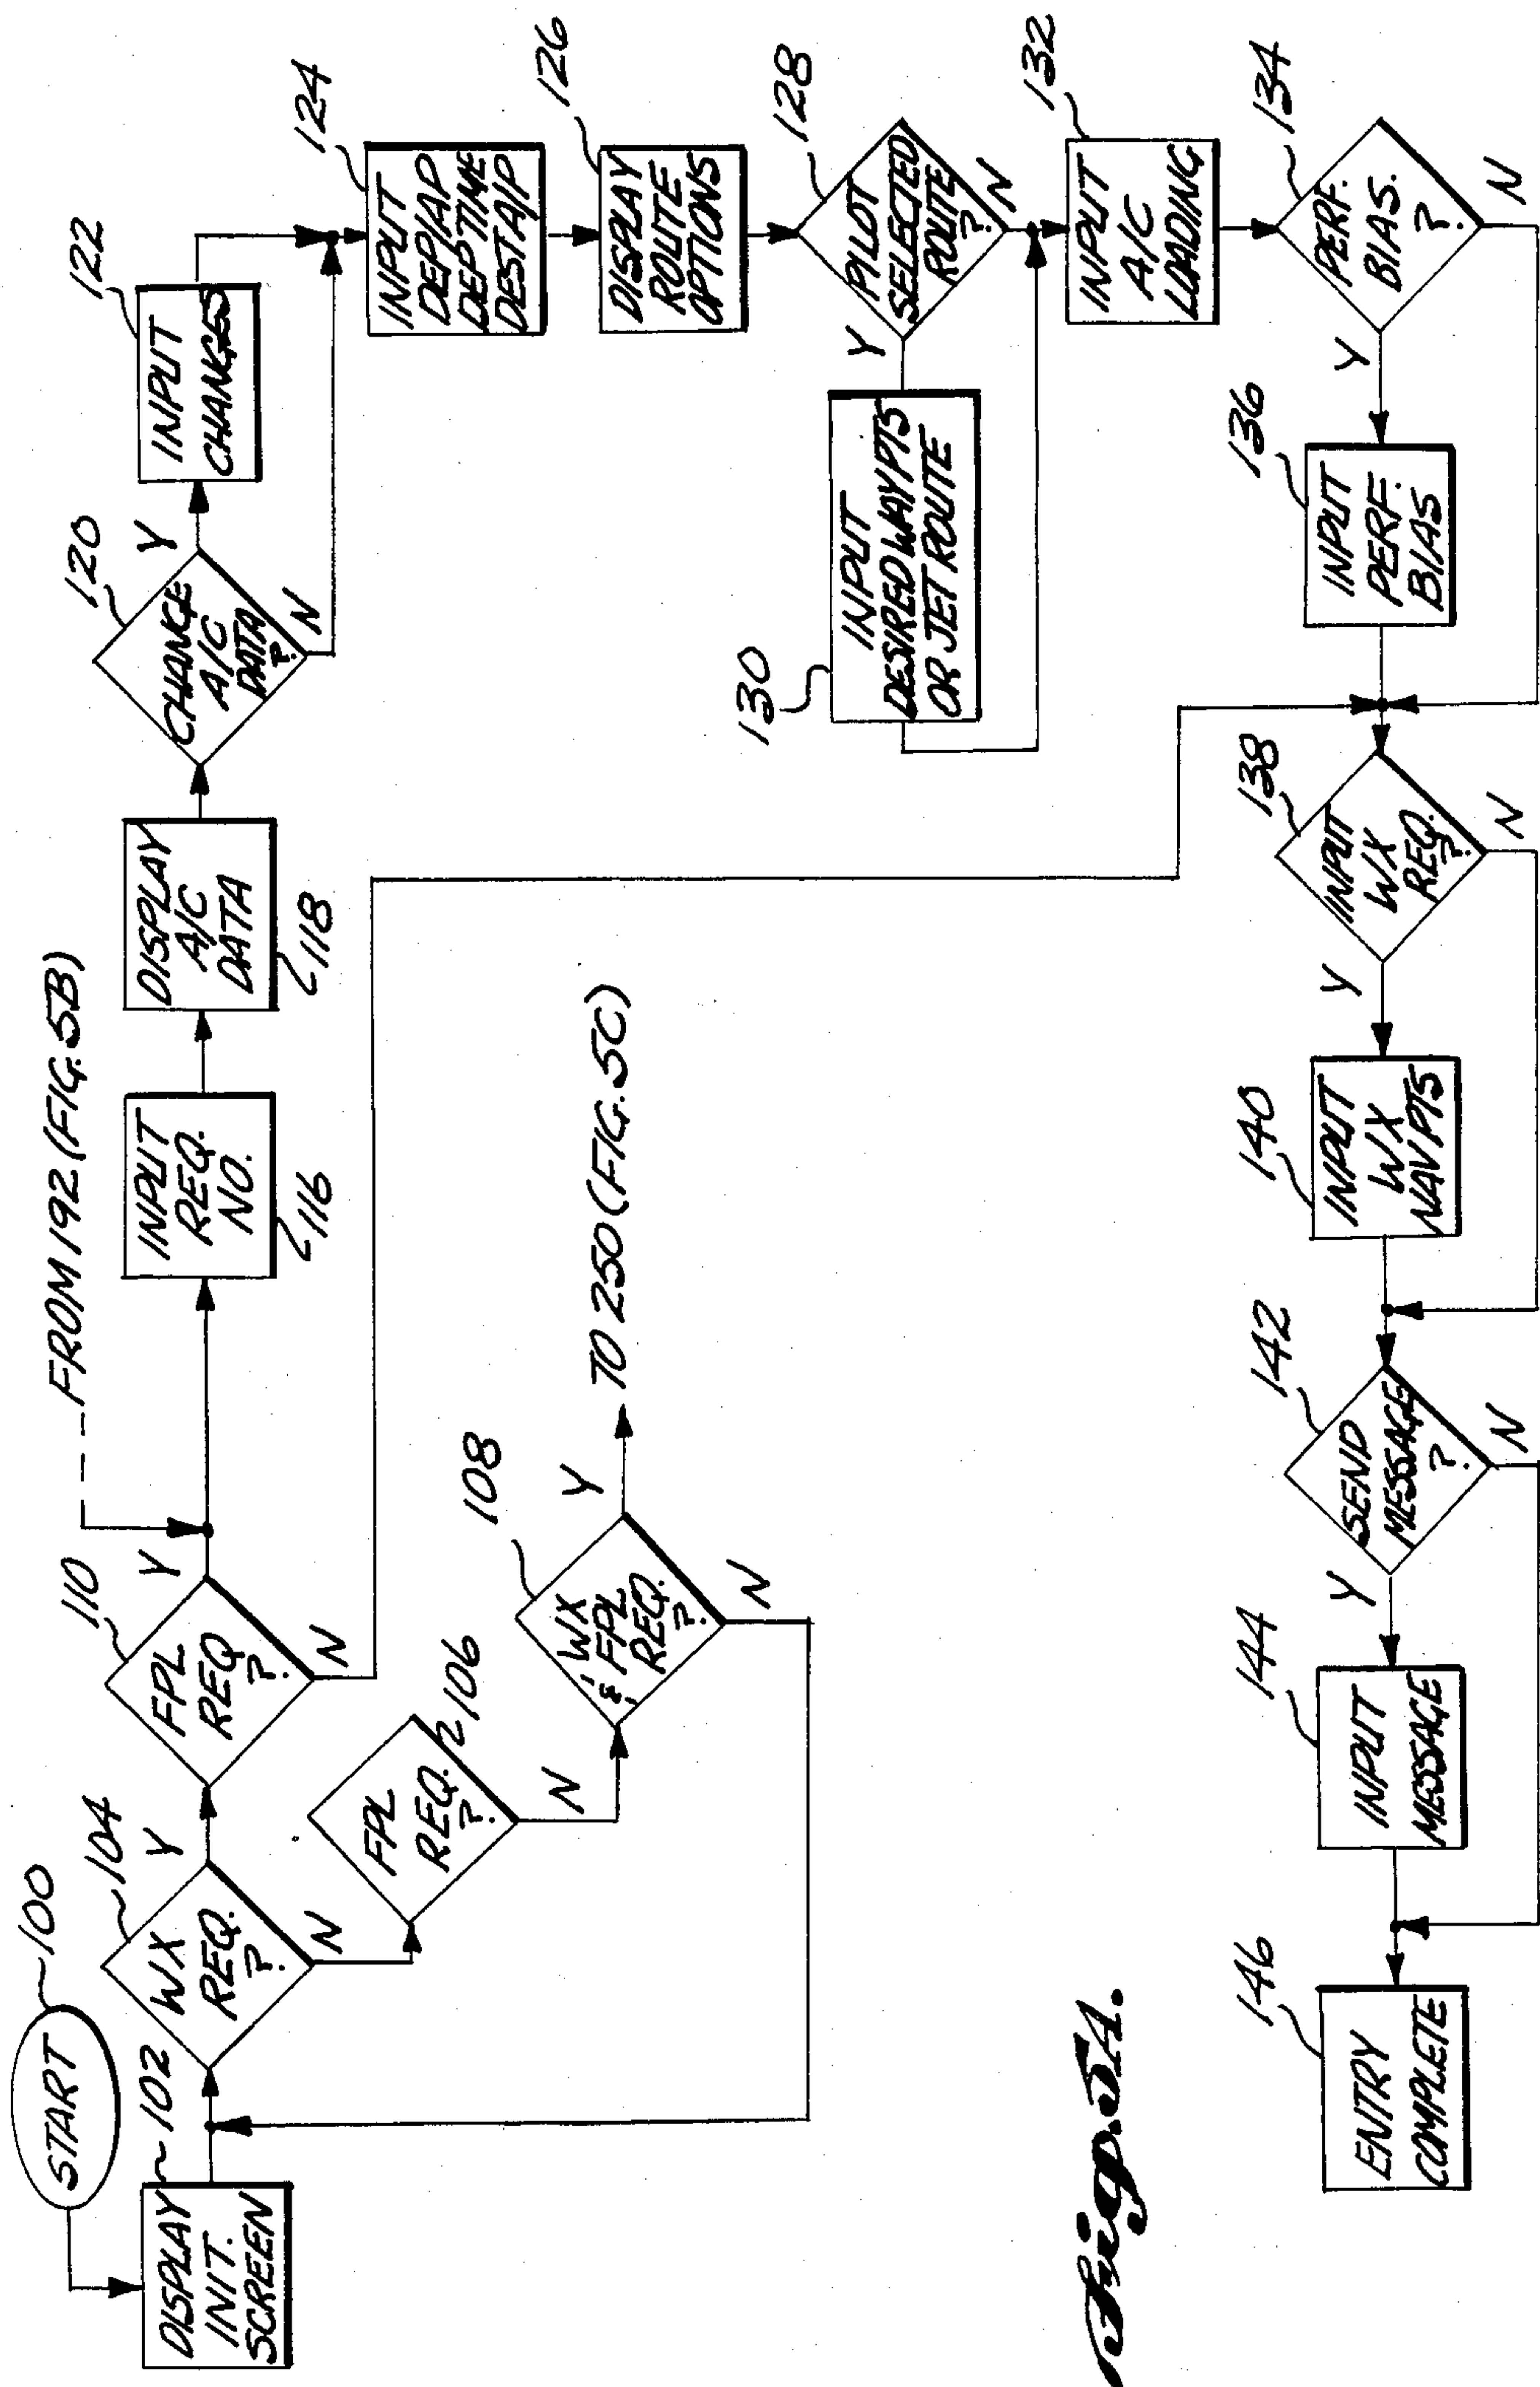 START
100
DISPLAY
INIT.
SCREEN
102
WX
REQ.
?
104
Y
N
FPL
REQ.
?
106
N
'WX
& FPL
REQ.'
?
108
Y
TO 250 (FIG. 5C)
N
FPL
REQ
?
110
Y
N
FROM 192 (FIG. 5B)
INPUT
REQ.
NO.
116
DISPLAY
A/C
DATA
118
CHANGE
A/C
DATA
?
120
Y
N
INPUT
CHANGES
122
INPUT
DEP/AP
DEP TIME
DEST A/P
124
DISPLAY
ROUTE
OPTIONS
126
PILOT
SELECTED
ROUTE
?
128
Y
N
INPUT
DESIRED WAYPTS
OR JET ROUTE
130
INPUT
A/C
LOADING
132
PERF.
BIAS.
?
134
Y
N
INPUT
PERF.
BIAS
136
INPUT
WX
REQ.
?
138
Y
N
INPUT
WX
NAV PTS
140
SEND
MESSAGE
?
142
Y
N
INPUT
MESSAGE
144
ENTRY
COMPLETE
146
Fig. 5A.